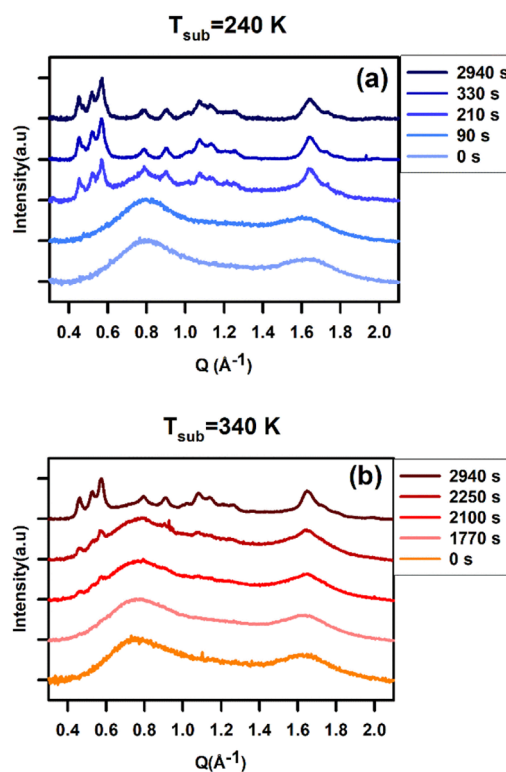 T_sub=240 K
(a)
2940 s
330 s
210 s
90 s
0 s
Intensity(a.u)
0.4 0.6 0.8 1.0 1.2 1.4 1.6 1.8 2.0
Q (Å⁻¹)
T_sub=340 K
(b)
2940 s
2250 s
2100 s
1770 s
0 s
Intensity(a.u)
0.4 0.6 0.8 1.0 1.2 1.4 1.6 1.8 2.0
Q(Å⁻¹)